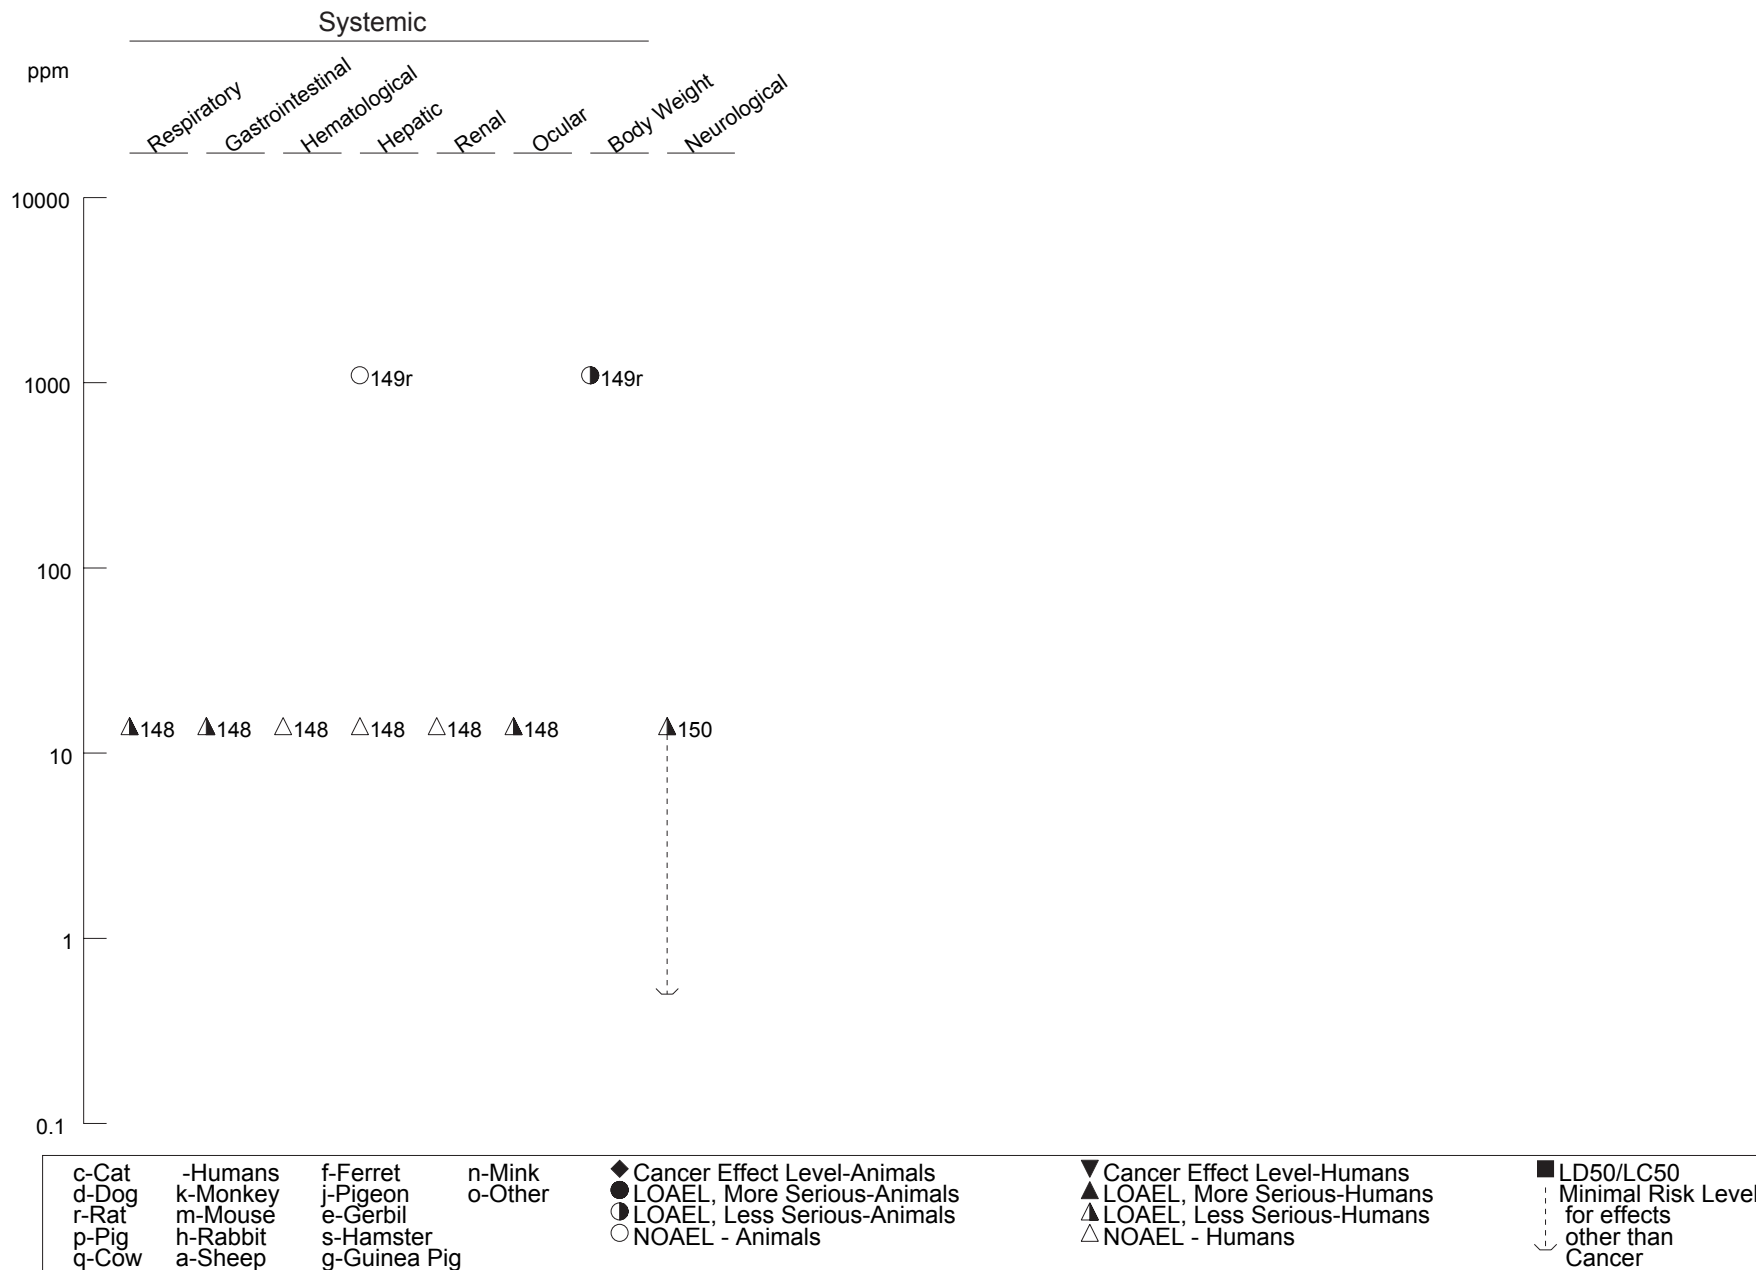 Systemic
ppm
Respiratory Gastrointestinal Hematological Hepatic Renal Ocular Body Weight Neurological
10000
1000 149r 149r
100
148 148 148 148 148 148 150
10
1
0.1
c-Cat -Humans f-Ferret n-Mink Cancer Effect Level-Animals Cancer Effect Level-Humans LD50/LC50
d-Dog k-Monkey j-Pigeon o-Other LOAEL, More Serious-Animals LOAEL, More Serious-Humans Minimal Risk Level
r-Rat m-Mouse e-Gerbil LOAEL, Less Serious-Animals LOAEL, Less Serious-Humans for effects
p-Pig h-Rabbit s-Hamster NOAEL - Animals NOAEL - Humans other than
q-Cow a-Sheep g-Guinea Pig Cancer